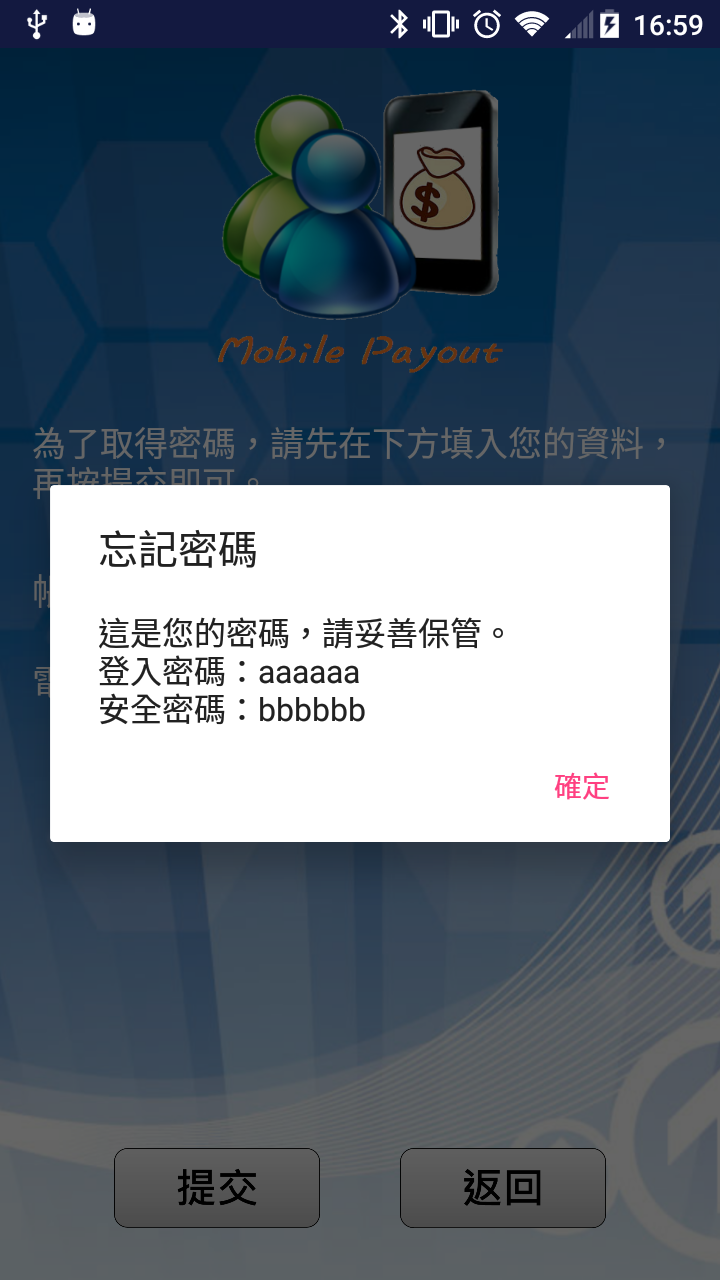 16:59
$
Mobile Payout
為了取得密碼，請先在下方填入您的資料，
再按提交即可。
忘記密碼
這是您的密碼，請妥善保管。
登入密碼：aaaaaa
安全密碼：bbbbbb
確定
提交
返回